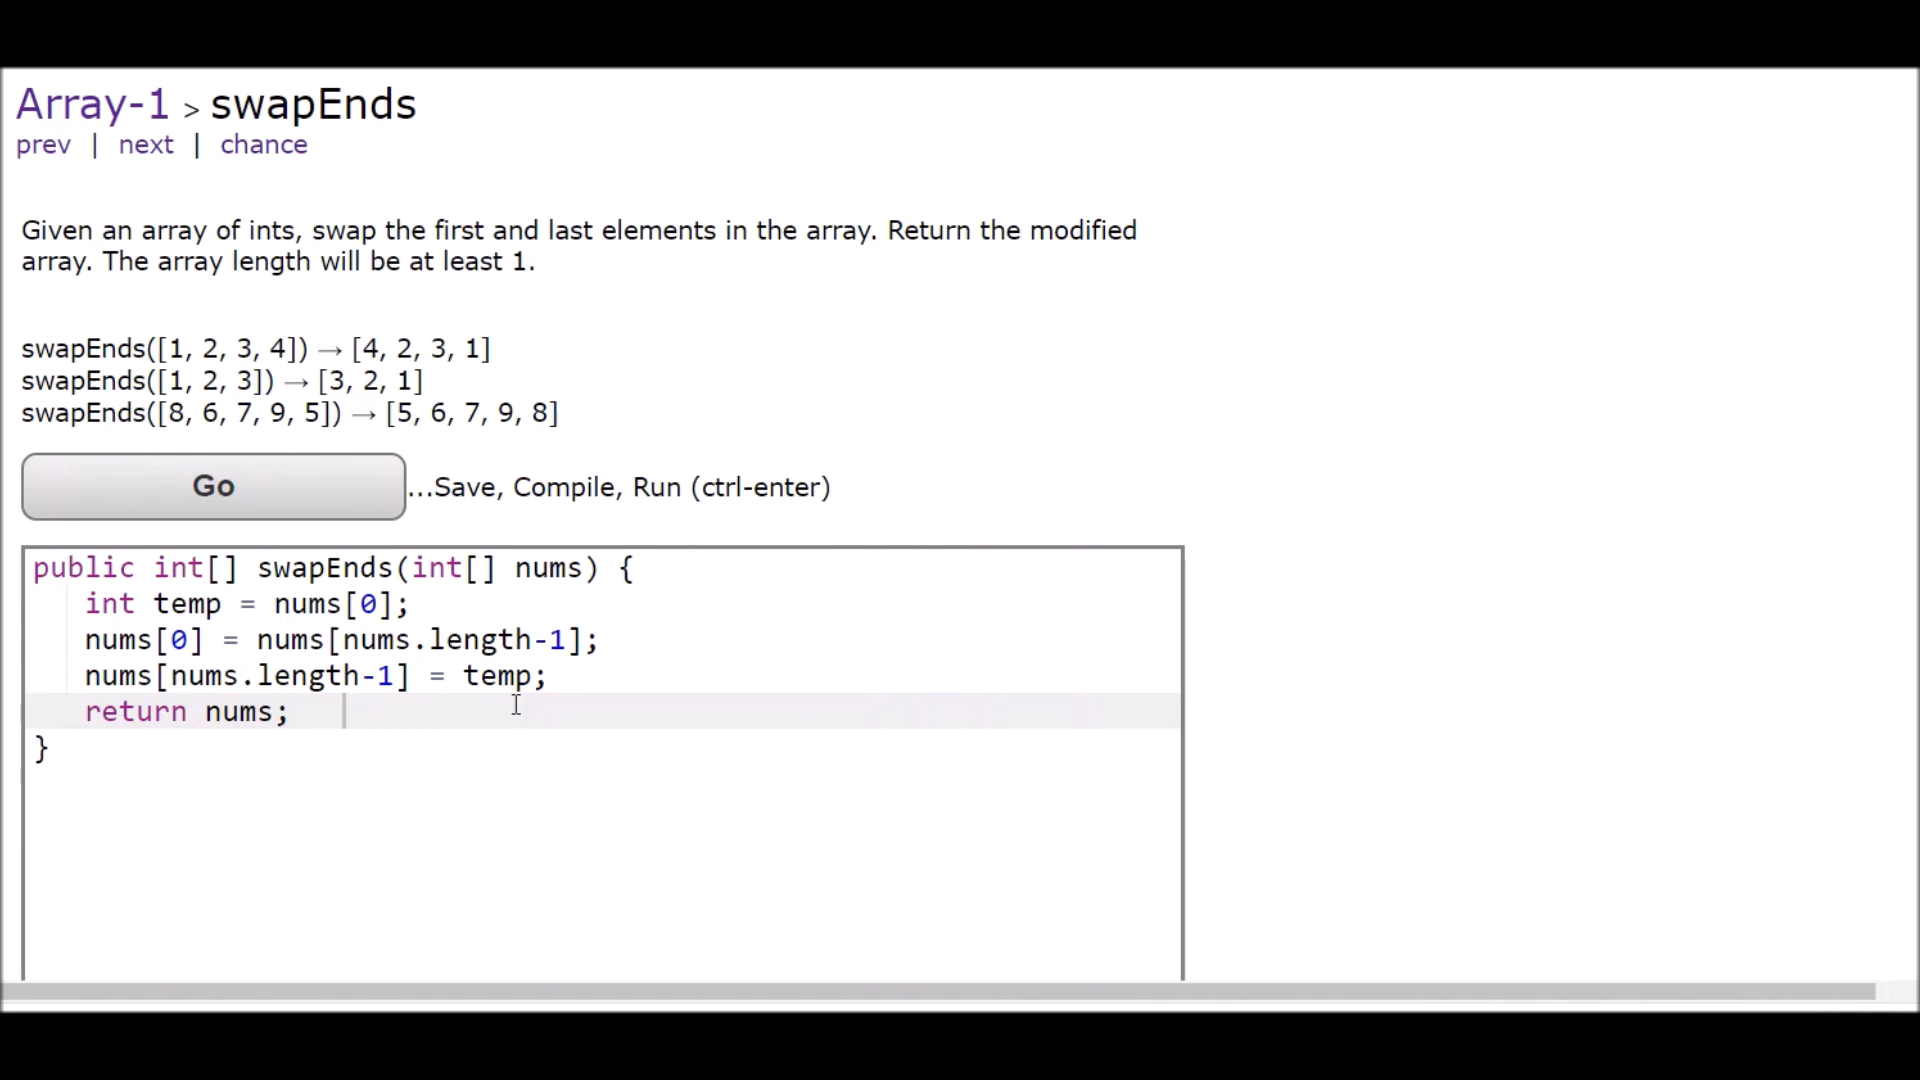 Array-1 > swapEnds
prev | next | chance
Given an array of ints, swap the first and last elements in the array. Return the modified
array. The array length will be at least 1.
swapEnds([1, 2, 3, 4]) → [4, 2, 3, 1]
swapEnds([1, 2, 3]) → [3, 2, 1]
swapEnds([8, 6, 7, 9, 5]) → [5, 6, 7, 9, 8]
Go ...Save, Compile, Run (ctrl-enter)
public int[] swapEnds(int[] nums) {
   int temp = nums[0];
   nums[0] = nums[nums.length-1];
   nums[nums.length-1] = temp;
   return nums;
}